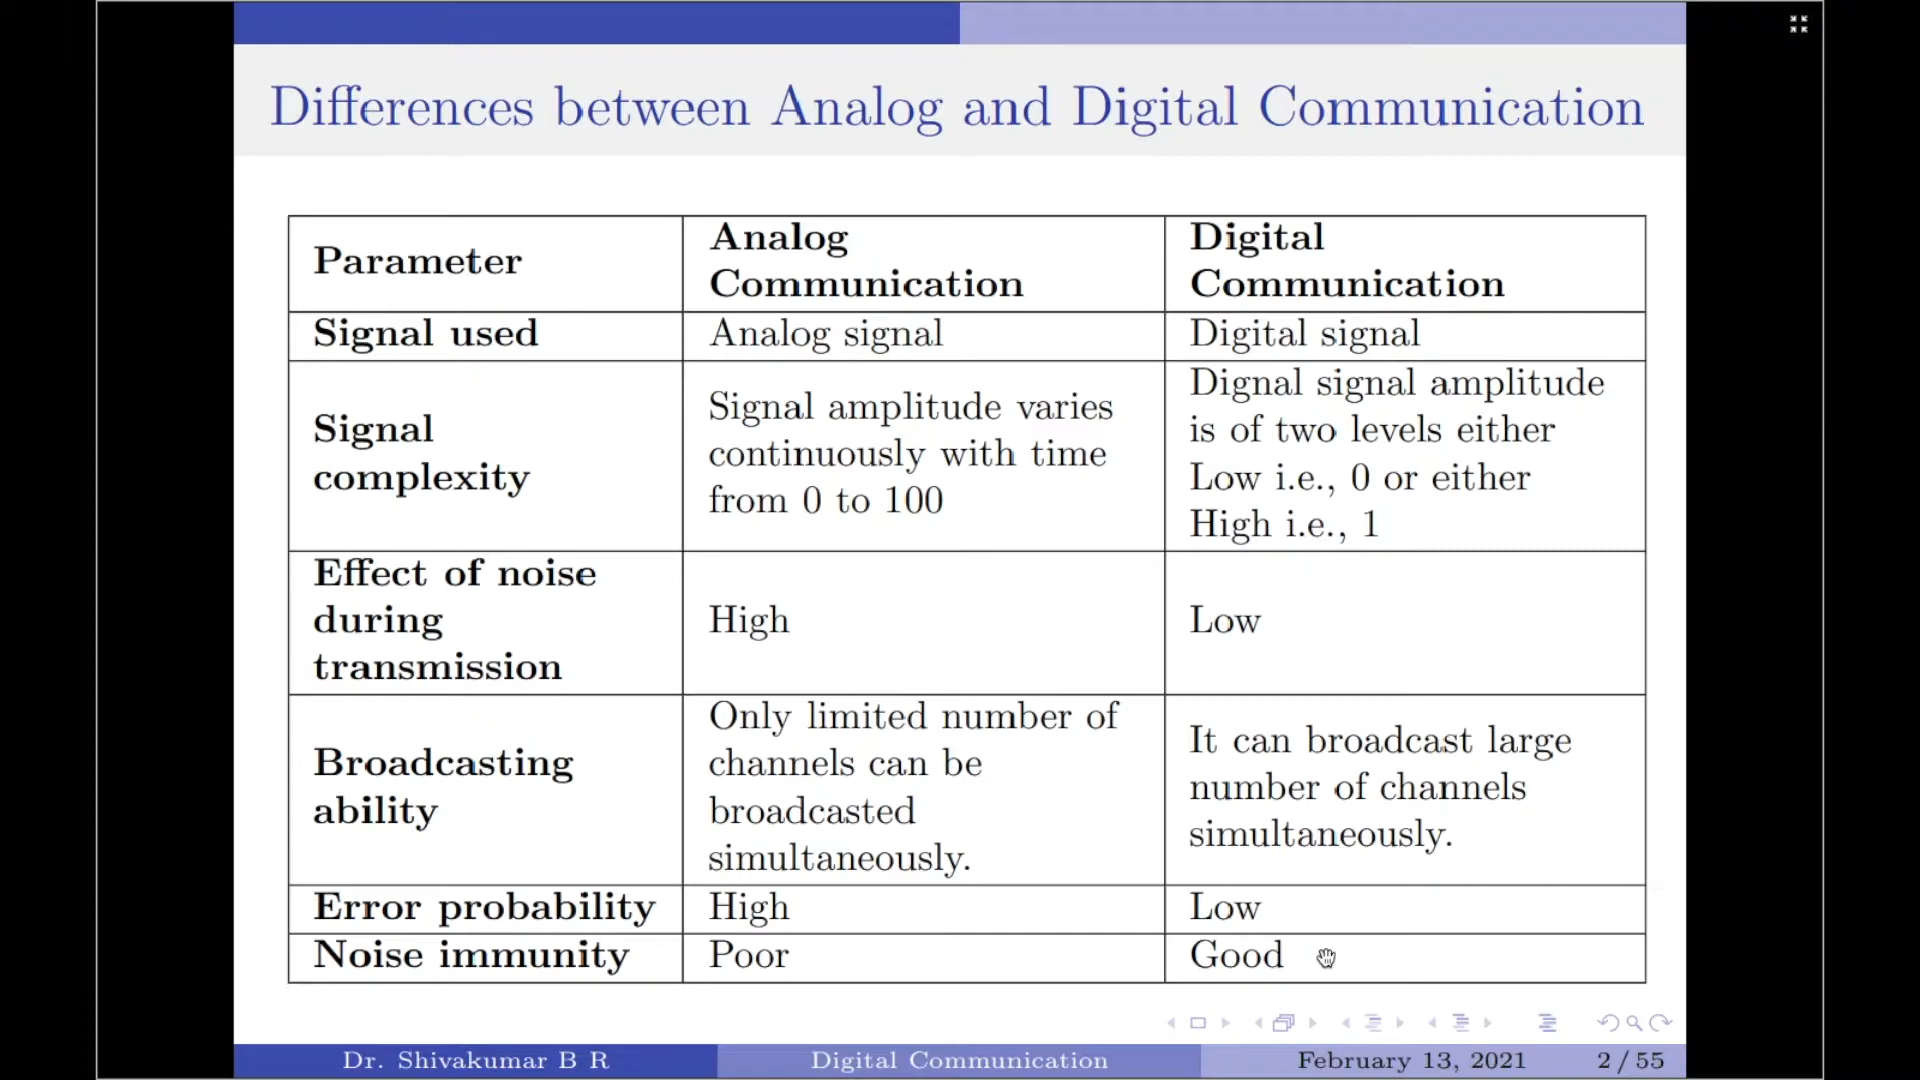 Differences between Analog and Digital Communication
Parameter
Analog
Communication
Digital
Communication
Signal used
Analog signal
Digital signal
Signal
complexity
Signal amplitude varies
continuously with time
from 0 to 100
Dignal signal amplitude
is of two levels either
Low i.e., 0 or either
High i.e., 1
Effect of noise
during
transmission
High
Low
Broadcasting
ability
Only limited number of
channels can be
broadcasted
simultaneously.
It can broadcast large
number of channels
simultaneously.
Error probability
High
Low
Noise immunity
Poor
Good
Dr. Shivakumar B R
Digital Communication
February 13, 2021
2 / 55